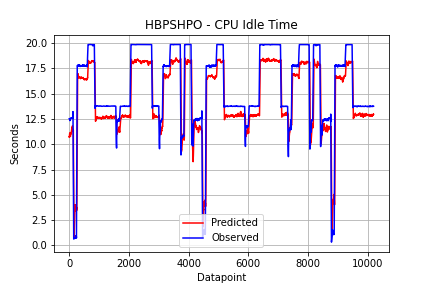 HBPSHPO - CPU Idle Time
20.0
17.5
15.0
12.5
10.0
7.5
5.0
2.5
0.0
Seconds
Predicted
Observed
0 2000 4000 6000 8000 10000
Datapoint